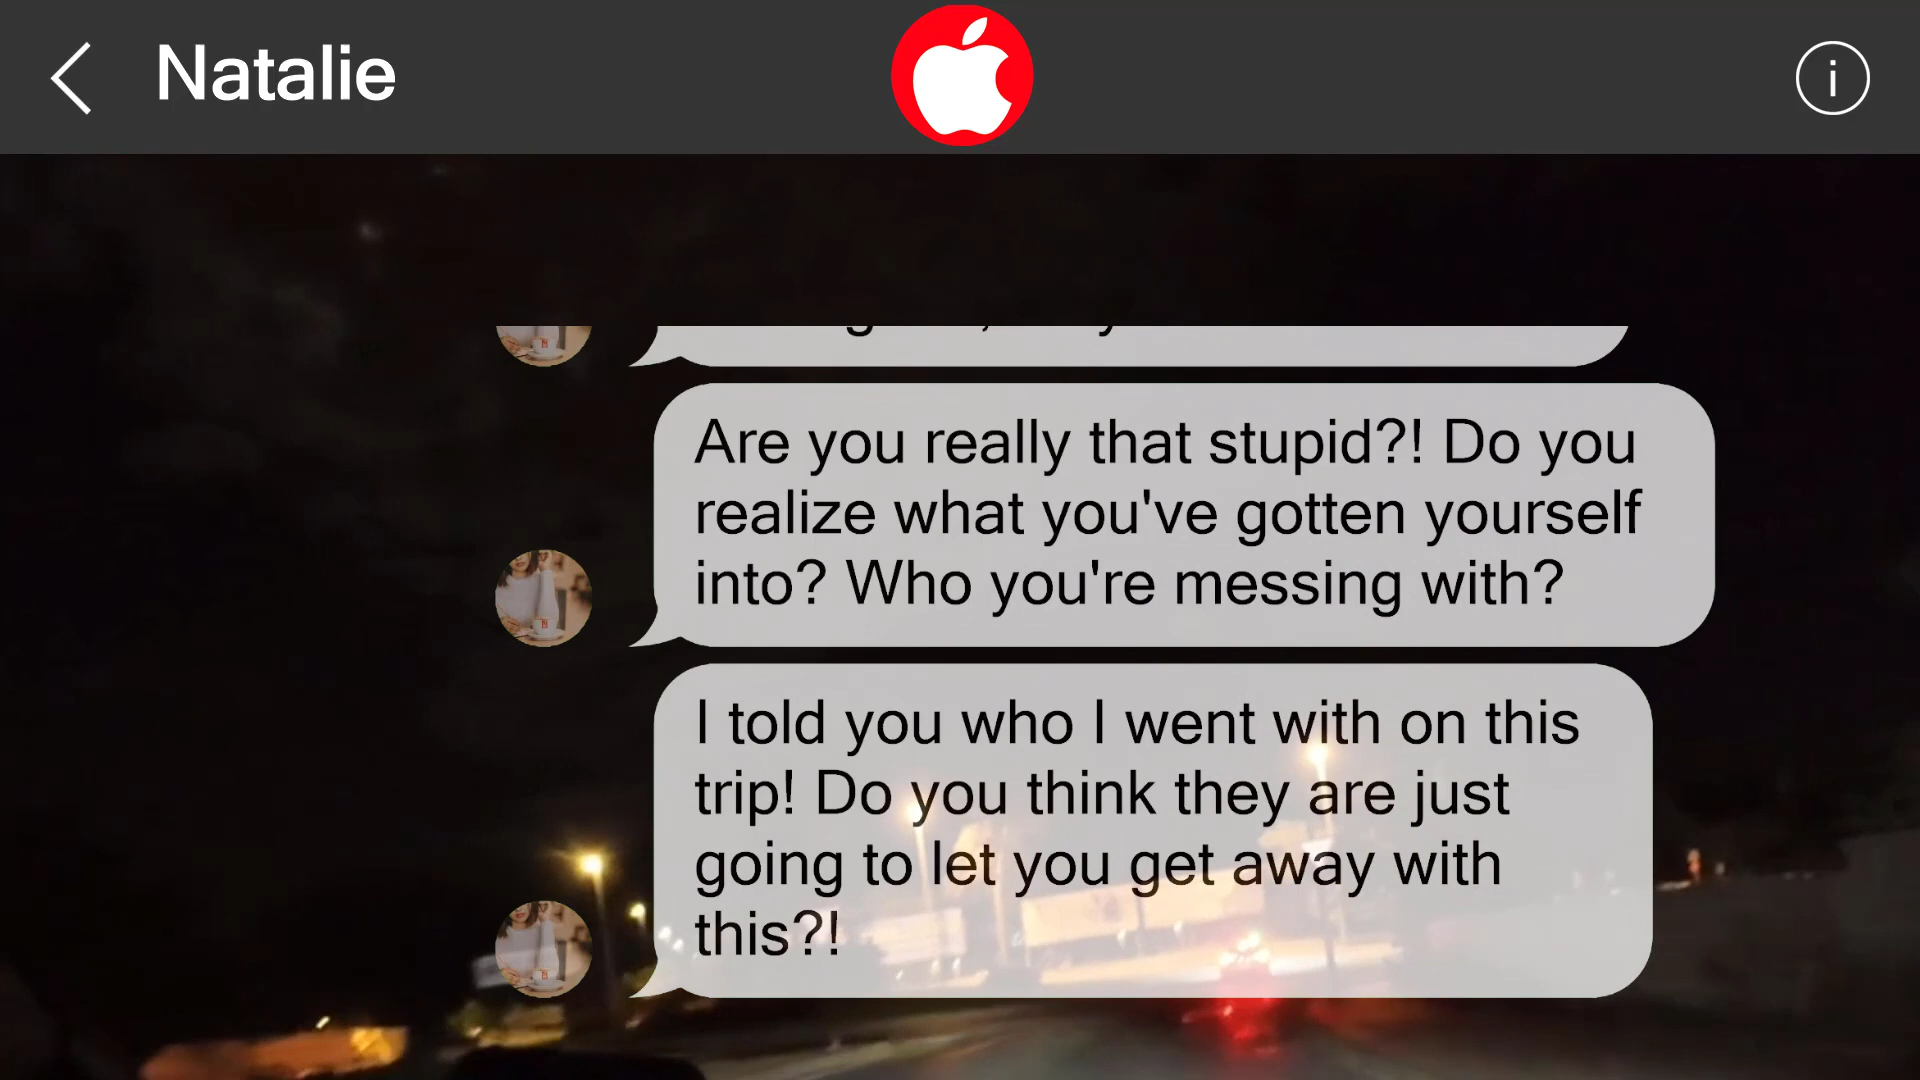 Natalie
Are you really that stupid?! Do you
realize what you've gotten yourself
into? Who you're messing with?
I told you who I went with on this
trip! Do you think they are just
going to let you get away with
this?!